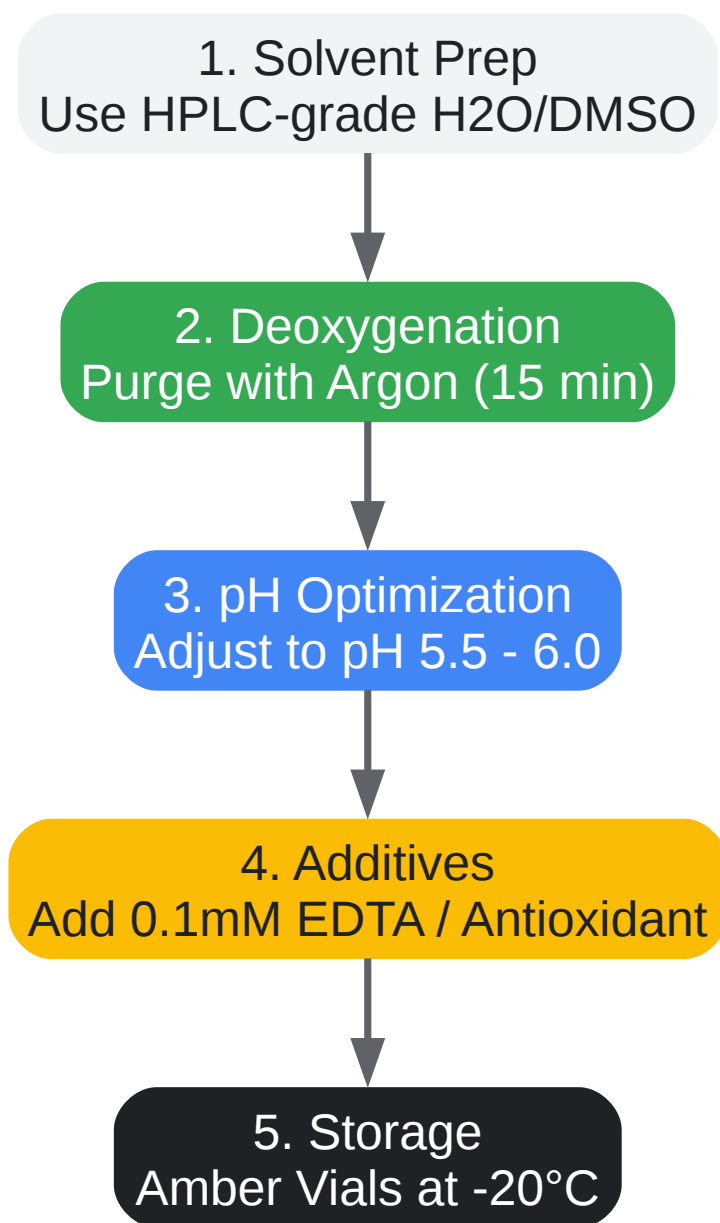 1. Solvent Prep
Use HPLC-grade H2O/DMSO
2. Deoxygenation
Purge with Argon (15 min)
3. pH Optimization
Adjust to pH 5.5 - 6.0
4. Additives
Add 0.1mM EDTA / Antioxidant
5. Storage
Amber Vials at -20°C